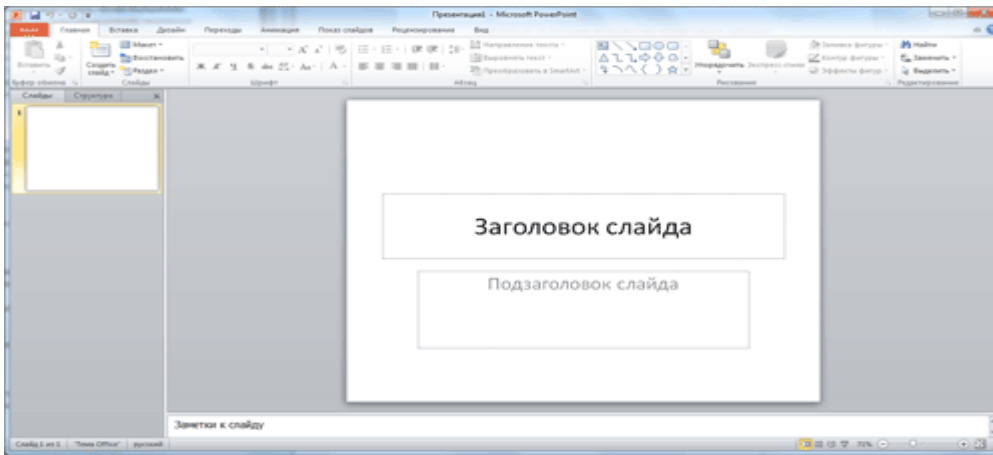 Презентация1 - Microsoft PowerPoint
Файл Главная Вставка Дизайн Переходы Анимация Показ слайдов Рецензирование Вид
Макет Направление текста Заливка фигуры Найти
Вставить Создать слайд Восстановить Выровнять текст Упорядочить Экспресс-стили Контур фигуры Заменить
Раздел Ж К Ч S abc Aa A Преобразовать в SmartArt Эффекты фигур Выделить
Буфер обмена Слайды Шрифт Абзац Рисование Редактирование
Слайды Структура
1
Заголовок слайда
Подзаголовок слайда
Заметки к слайду
Слайд 1 из 1 "Тема Office" русский 71%